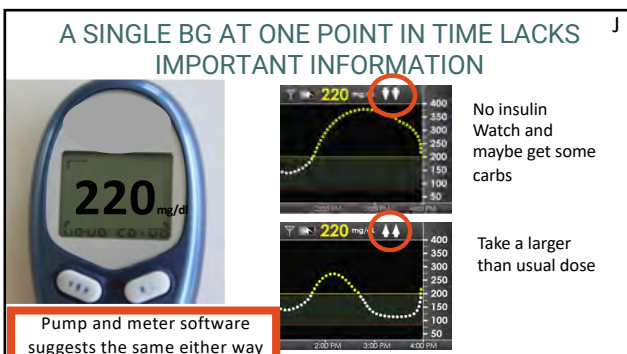 A SINGLE BG AT ONE POINT IN TIME LACKS
IMPORTANT INFORMATION
J
220 mg/dl
220
400
350
300
250
200
150
100
50
No insulin
Watch and
maybe get some
carbs
220 mg/dL
400
350
300
250
200
150
100
50
2:00 PM 3:00 PM 4:00 PM
Take a larger
than usual dose
Pump and meter software
suggests the same either way